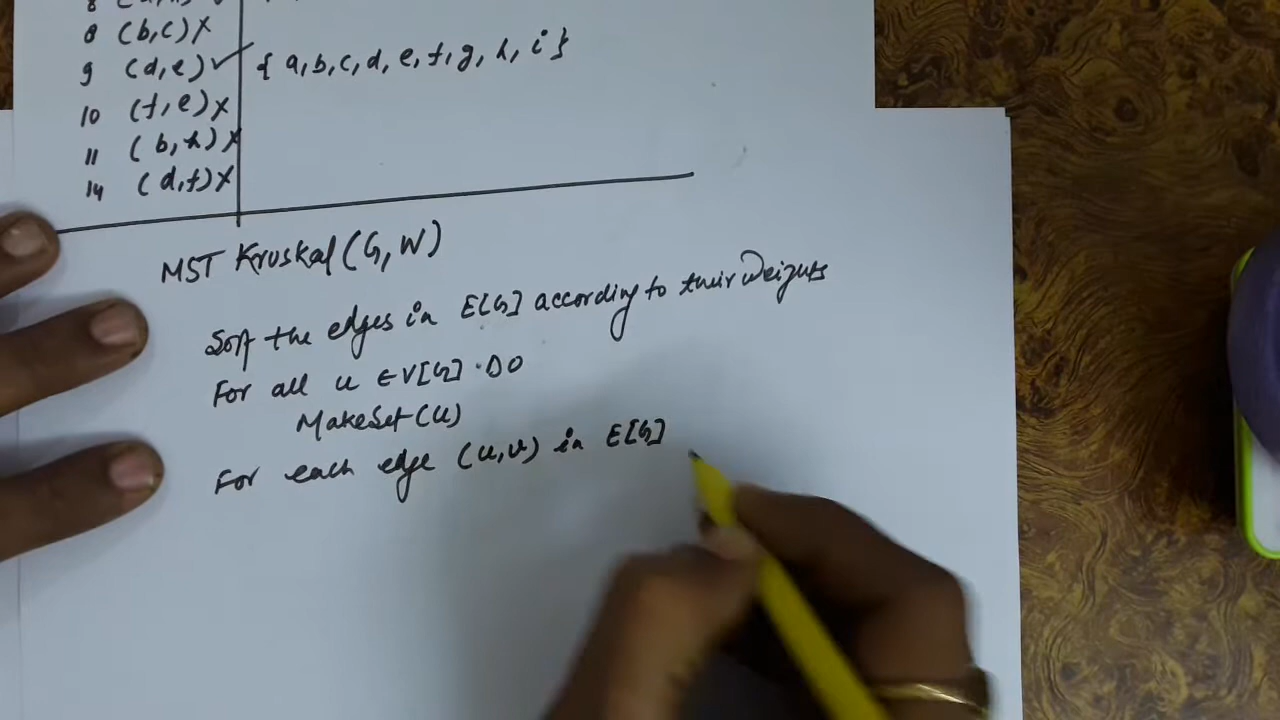 8 (b,c) ✗
9 (d,e) ✓ { a, b, c, d, e, f, g, h, i }
10 (f,e) ✗
11 (b,h) ✗
14 (d,f) ✗
MST Kruskal (G, W)
Sort the edges in E[G] according to their weights
For all u ∈ V[G] . DO
MakeSet (u)
For each edge (u,v) in E[G]